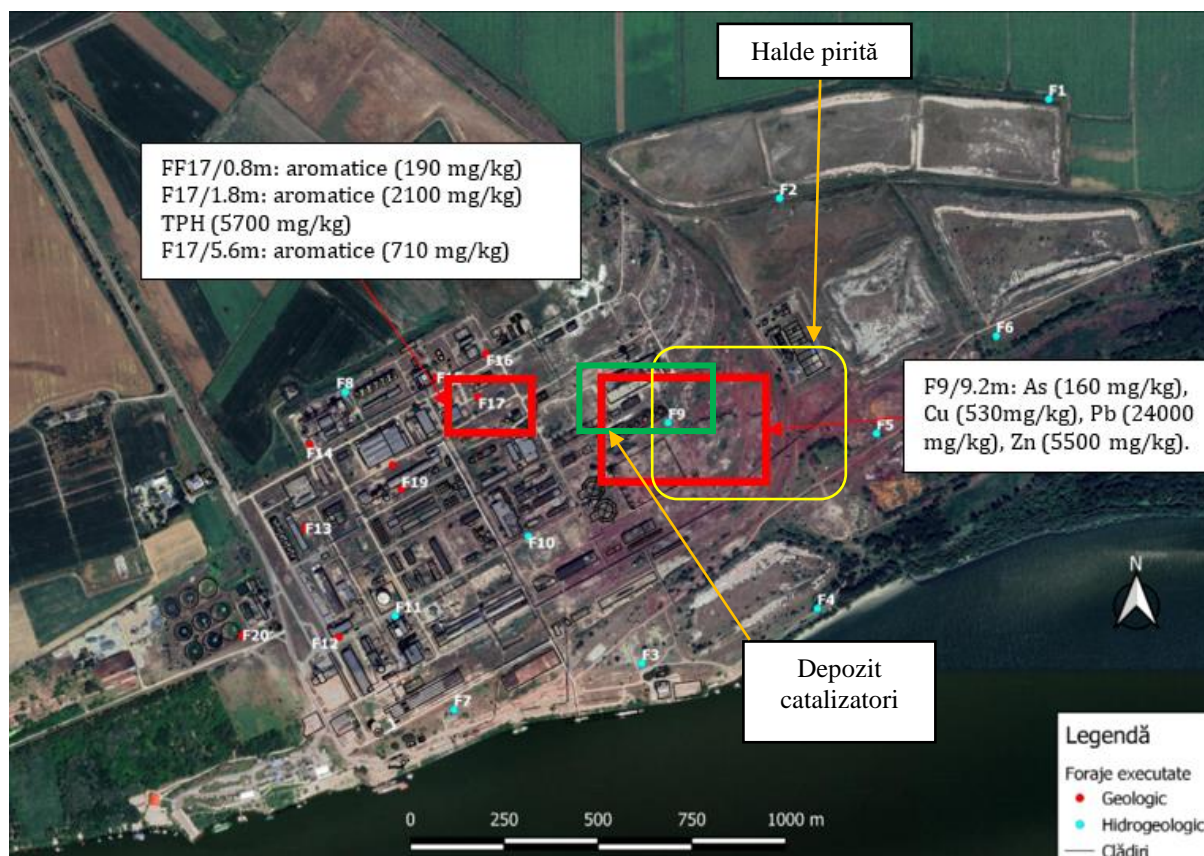 Halde pirită
F1
FF17/0.8m: aromatice (190 mg/kg)
F17/1.8m: aromatice (2100 mg/kg)
TPH (5700 mg/kg)
F17/5.6m: aromatice (710 mg/kg)
F2
F6
F16
F8
F17
F9
F9/9.2m: As (160 mg/kg),
Cu (530mg/kg), Pb (24000
mg/kg), Zn (5500 mg/kg).
F5
F14
F19
F13
F10
N
F11
F4
F20
F12
F3
Depozit
catalizatori
F7
Legendă
Foraje executate
Geologic
Hidrogeologic
Clădiri
0 250 500 750 1000 m